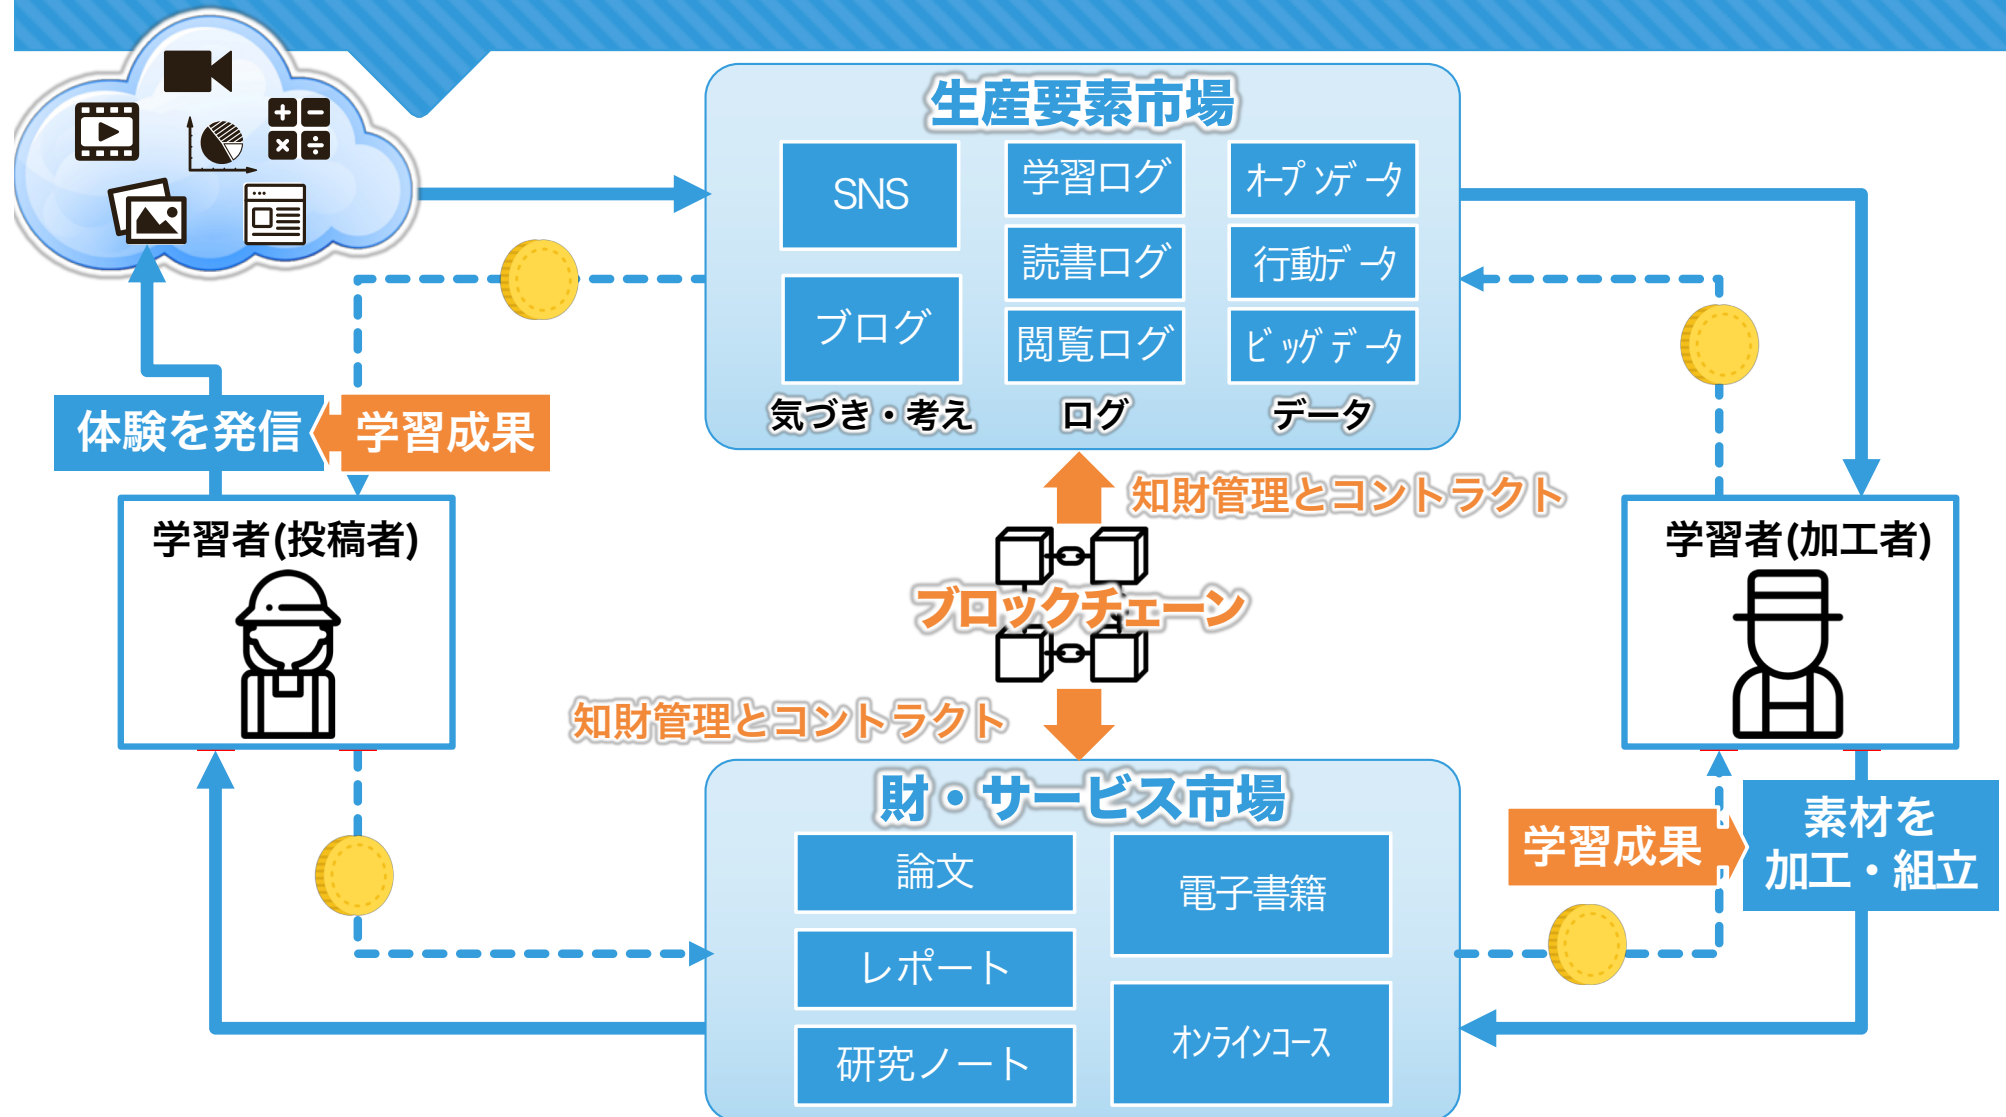 生産要素市場
SNS
学習ログ
オープンデータ
読書ログ
行動データ
ブログ
閲覧ログ
ビッグデータ
気づき・考え
ログ
データ
体験を発信
学習成果
知財管理とコントラクト
学習者(投稿者)
学習者(加工者)
ブロックチェーン
知財管理とコントラクト
財・サービス市場
論文
電子書籍
レポート
オンラインコース
研究ノート
学習成果
素材を
加工・組立